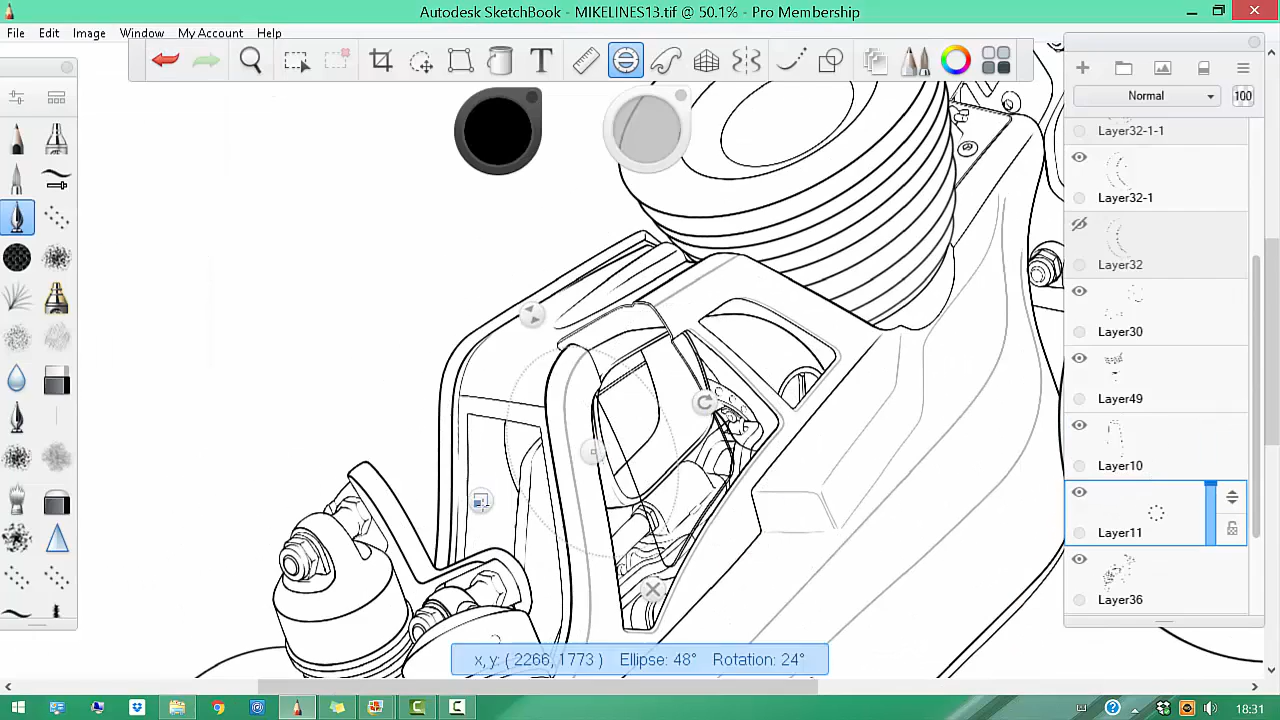 Autodesk SketchBook - MIKELINES13.tif @ 50.1% - Pro Membership
File Edit Image Window My Account Help
T
Normal 100
Layer32-1-1
Layer32-1
Layer32
Layer30
Layer49
Layer10
Layer11
Layer36
x, y: ( 2266, 1773 ) Ellipse: 48° Rotation: 24°
18:31